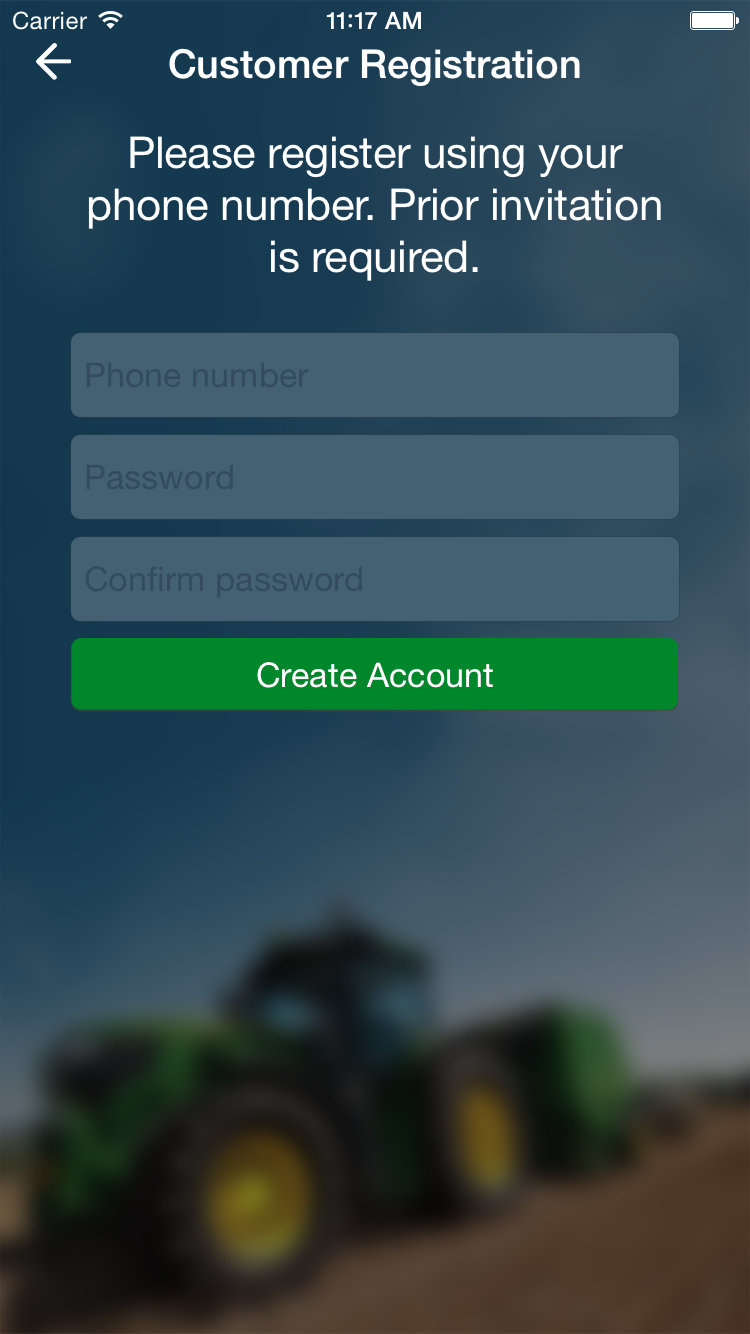 Carrier 11:17 AM
Customer Registration
Please register using your
phone number. Prior invitation
is required.
Phone number
Password
Confirm password
Create Account